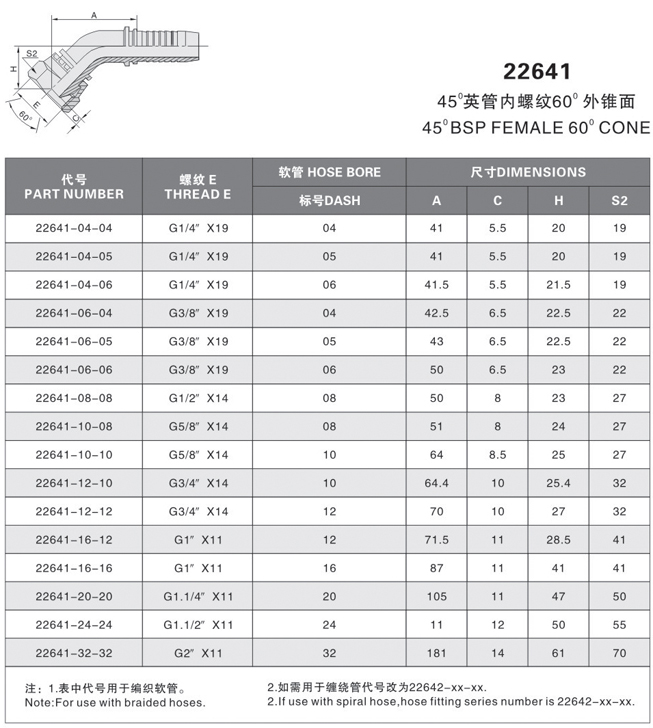 A
S2
H
E
60°
C
22641
45°英管内螺纹60°外锥面
45°BSP FEMALE 60° CONE
代号 螺纹 E 软管 HOSE BORE 尺寸DIMENSIONS
PART NUMBER THREAD E 标号DASH A C H S2
22641-04-04 G1/4″ X19 04 41 5.5 20 19
22641-04-05 G1/4″ X19 05 41 5.5 20 19
22641-04-06 G1/4″ X19 06 41.5 5.5 21.5 19
22641-06-04 G3/8″ X19 04 42.5 6.5 22.5 22
22641-06-05 G3/8″ X19 05 43 6.5 22.5 22
22641-06-06 G3/8″ X19 06 50 6.5 23 22
22641-08-08 G1/2″ X14 08 50 8 23 27
22641-10-08 G5/8″ X14 08 51 8 24 27
22641-10-10 G5/8″ X14 10 64 8.5 25 27
22641-12-10 G3/4″ X14 10 64.4 10 25.4 32
22641-12-12 G3/4″ X14 12 70 10 27 32
22641-16-12 G1″ X11 12 71.5 11 28.5 41
22641-16-16 G1″ X11 16 87 11 41 41
22641-20-20 G1.1/4″ X11 20 105 11 47 50
22641-24-24 G1.1/2″ X11 24 11 12 50 55
22641-32-32 G2″ X11 32 181 14 61 70
注：1.表中代号用于编织软管。 2.如需用于缠绕管代号改为22642-xx-xx.
Note:For use with braided hoses. 2.If use with spiral hose,hose fitting series number is 22642-xx-xx.